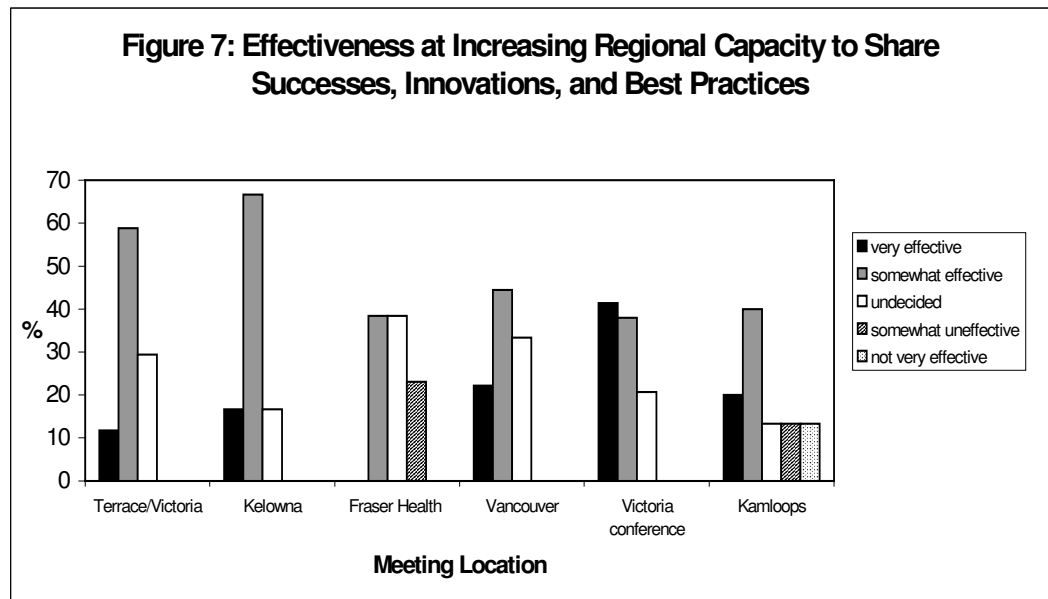 Figure 7: Effectiveness at Increasing Regional Capacity to Share
Successes, Innovations, and Best Practices
70
60
50
40
30
20
10
0
%
Terrace/Victoria
Kelowna
Fraser Health
Vancouver
Victoria
conference
Kamloops
Meeting Location
very effective
somewhat effective
undecided
somewhat uneffective
not very effective